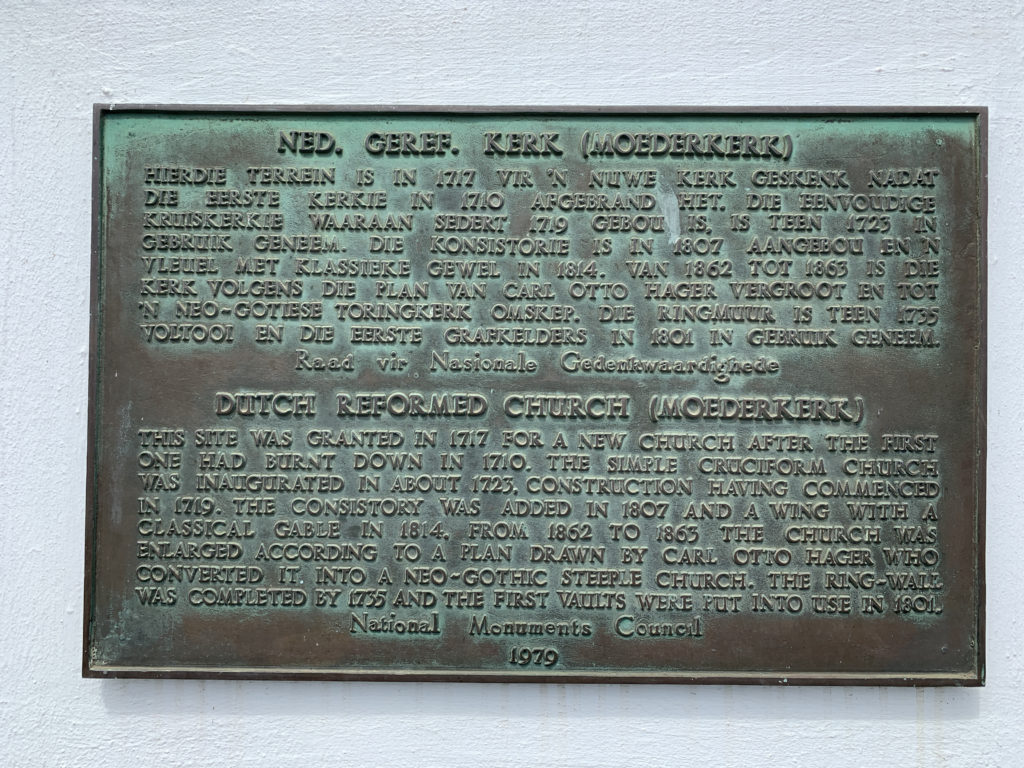 NED. GEREF. KERK (MOEDERKERK)
HIERDIE TERREIN IS IN 1717 VIR 'N NUWE KERK GESKENK NADAT
DIE EERSTE KERKIE IN 1710 AFGEBRAND HET. DIE EENVOUDIGE
KRUISKERKIE WAARAAN SEDERT 1719 GEBOU IS, IS TEEN 1723 IN
GEBRUIK GENEEM. DIE KONSISTORIE IS IN 1807 AANGEBOU EN 'N
VLEUEL MET KLASSIEKE GEWEL IN 1814. VAN 1862 TOT 1863 IS DIE
KERK VOLGENS DIE PLAN VAN CARL OTTO HAGER VERGROOT EN TOT
'N NEO-GOTIESE TORINGKERK OMSKEP. DIE RINGMUUR IS TEEN 1735
VOLTOOI EN DIE EERSTE GRAFKELDERS IN 1801 IN GEBRUIK GENEEM.
Raad vir Nasionale Gedenkwaardighede
DUTCH REFORMED CHURCH (MOEDERKERK)
THIS SITE WAS GRANTED IN 1717 FOR A NEW CHURCH AFTER THE FIRST
ONE HAD BURNT DOWN IN 1710. THE SIMPLE CRUCIFORM CHURCH
WAS INAUGURATED IN ABOUT 1723, CONSTRUCTION HAVING COMMENCED
IN 1719. THE CONSISTORY WAS ADDED IN 1807 AND A WING WITH A
CLASSICAL GABLE IN 1814. FROM 1862 TO 1863 THE CHURCH WAS
ENLARGED ACCORDING TO A PLAN DRAWN BY CARL OTTO HAGER WHO
CONVERTED IT INTO A NEO-GOTHIC STEEPLE CHURCH. THE RING-WALL
WAS COMPLETED BY 1735 AND THE FIRST VAULTS WERE PUT INTO USE IN 1801.
National Monuments Council
1979